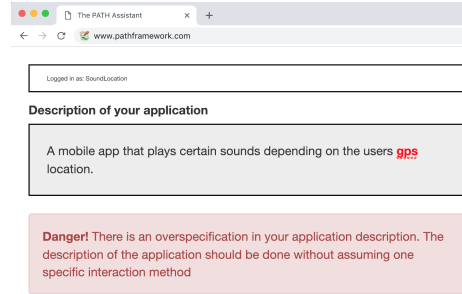 The PATH Assistant
www.pathframework.com
Logged in as: SoundLocation
Description of your application
A mobile app that plays certain sounds depending on the users gps
location.
Danger! There is an overspecification in your application description. The
description of the application should be done without assuming one
specific interaction method